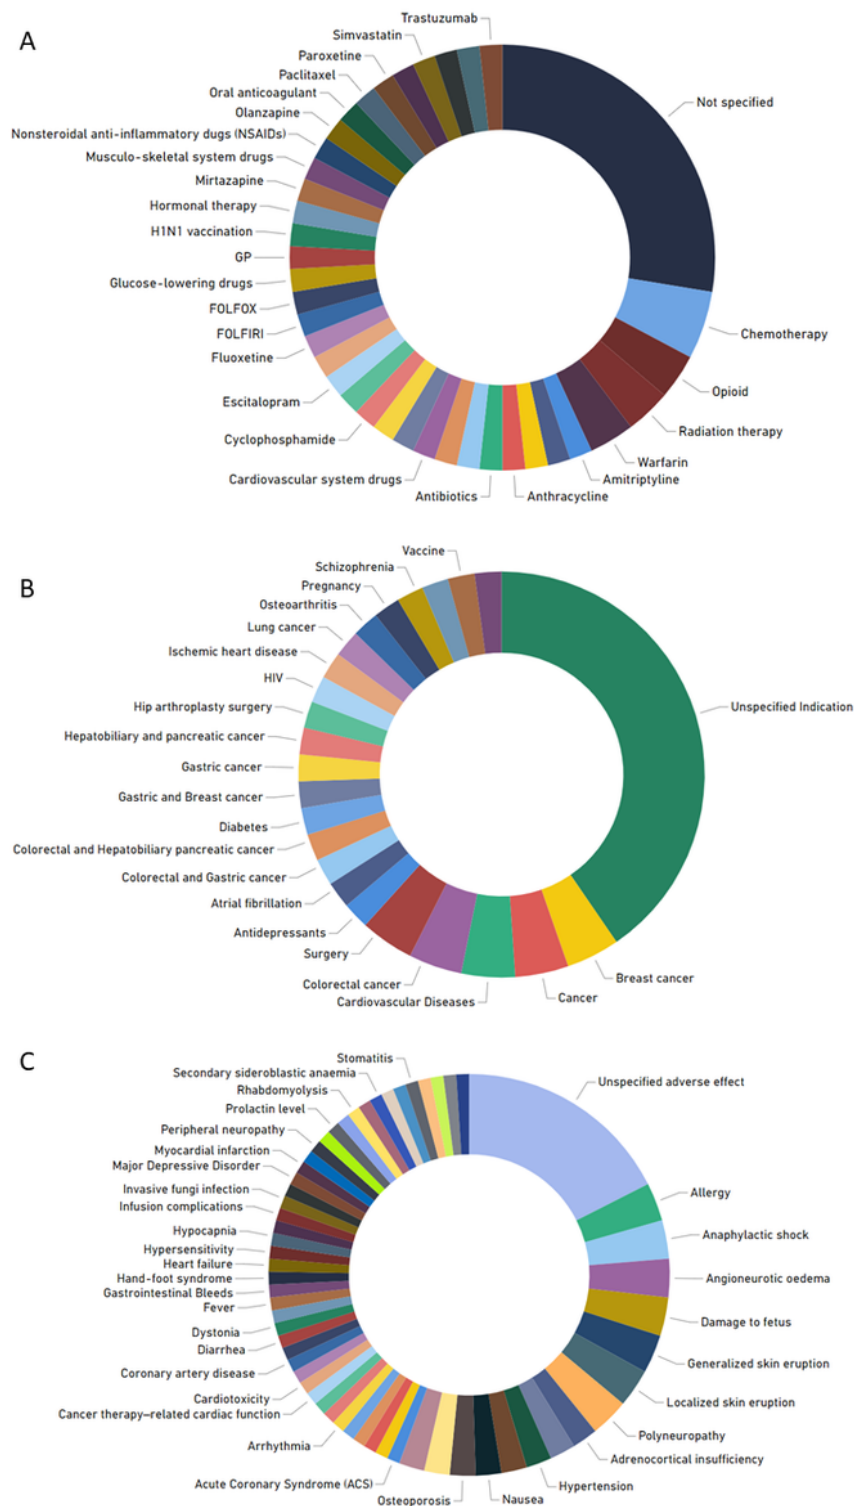 A
Trastuzumab
Simvastatin
Paroxetine
Paclitaxel
Oral anticoagulant
Olanzapine
Nonsteroidal anti-inflammatory dugs (NSAIDs)
Musculo-skeletal system drugs
Mirtazapine
Hormonal therapy
H1N1 vaccination
GP
Glucose-lowering drugs
FOLFOX
FOLFIRI
Fluoxetine
Escitalopram
Cyclophosphamide
Cardiovascular system drugs
Antibiotics
Anthracycline
Amitriptyline
Warfarin
Radiation therapy
Opioid
Chemotherapy
Not specified
B
Vaccine
Schizophrenia
Pregnancy
Osteoarthritis
Lung cancer
Ischemic heart disease
HIV
Hip arthroplasty surgery
Hepatobiliary and pancreatic cancer
Gastric cancer
Gastric and Breast cancer
Diabetes
Colorectal and Hepatobiliary pancreatic cancer
Colorectal and Gastric cancer
Atrial fibrillation
Antidepressants
Surgery
Colorectal cancer
Cardiovascular Diseases
Cancer
Breast cancer
Unspecified Indication
C
Stomatitis
Secondary sideroblastic anaemia
Rhabdomyolysis
Prolactin level
Peripheral neuropathy
Myocardial infarction
Major Depressive Disorder
Invasive fungi infection
Infusion complications
Hypocapnia
Hypersensitivity
Heart failure
Hand-foot syndrome
Gastrointestinal Bleeds
Fever
Dystonia
Diarrhea
Coronary artery disease
Cardiotoxicity
Cancer therapy–related cardiac function
Arrhythmia
Acute Coronary Syndrome (ACS)
Osteoporosis
Nausea
Hypertension
Adrenocortical insufficiency
Polyneuropathy
Localized skin eruption
Generalized skin eruption
Damage to fetus
Angioneurotic oedema
Anaphylactic shock
Allergy
Unspecified adverse effect